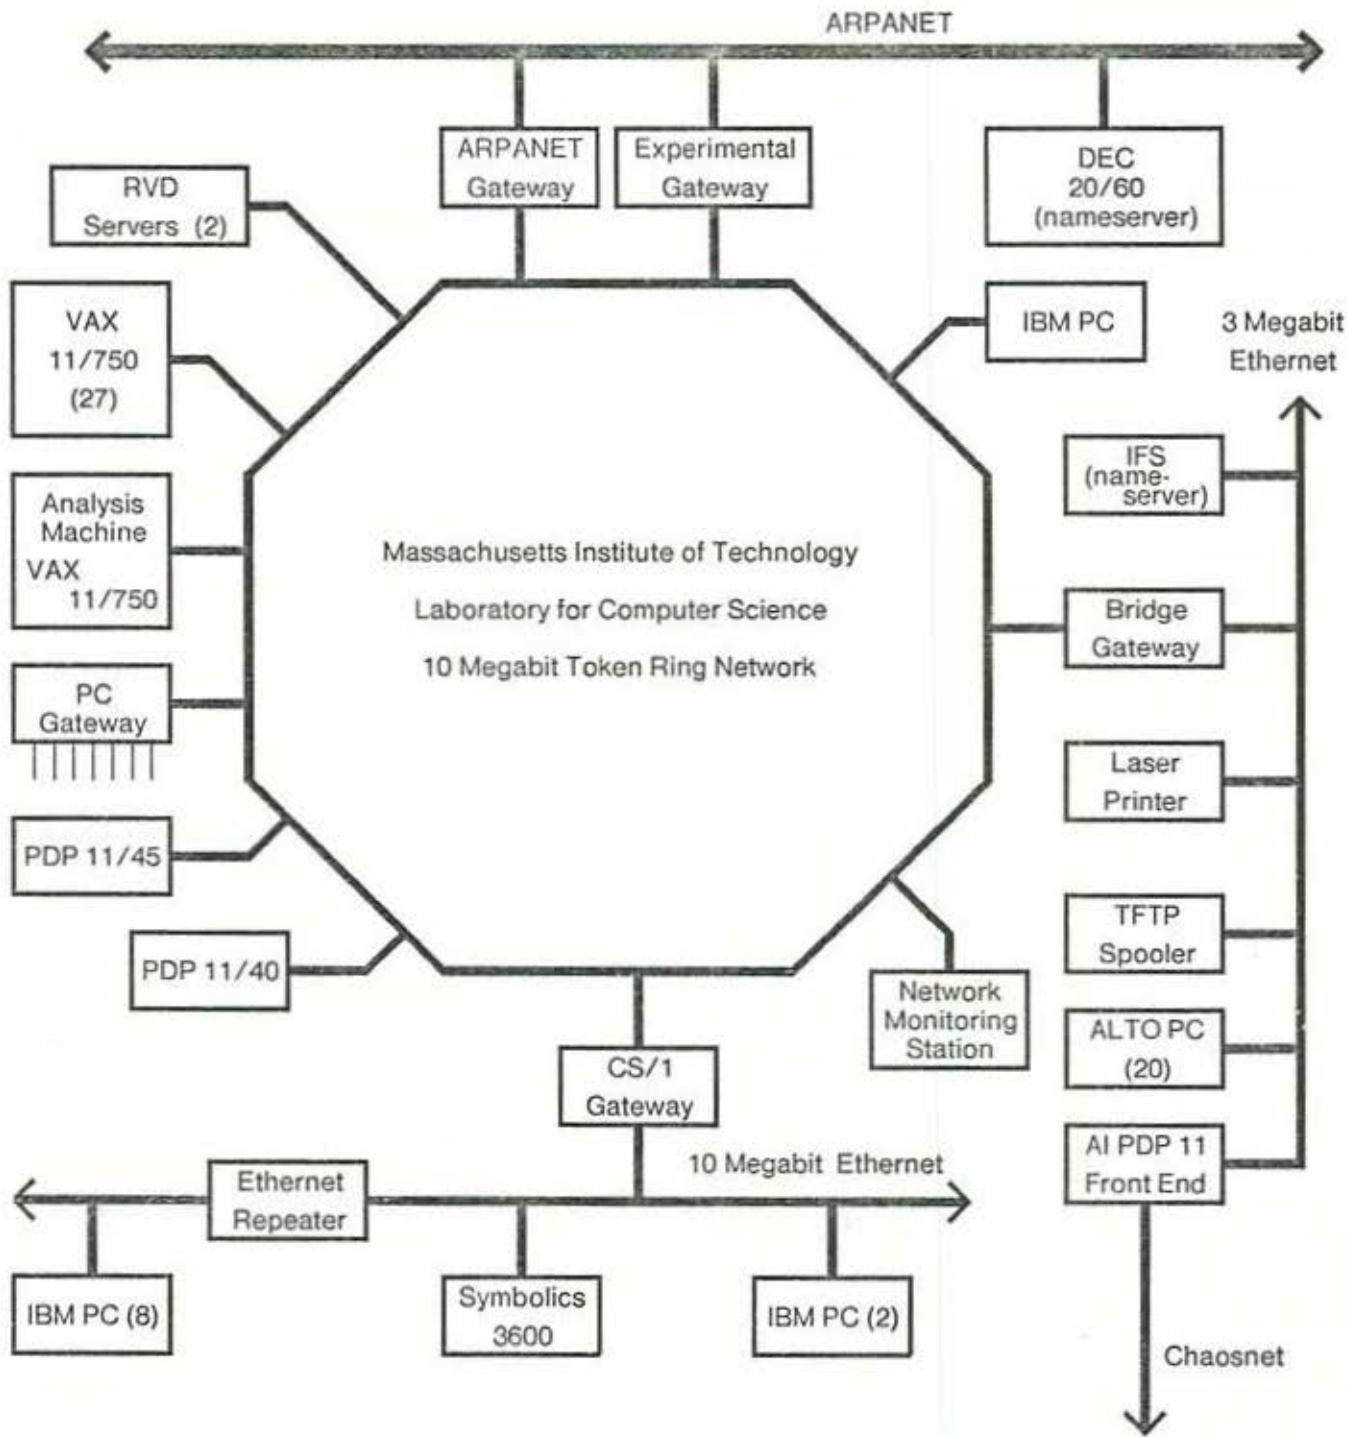 ARPANET
ARPANET
Gateway
Experimental
Gateway
DEC
20/60
(nameserver)
RVD
Servers (2)
VAX
11/750
(27)
IBM PC
3 Megabit
Ethernet
IFS
(name-
server)
Analysis
Machine
VAX
11/750
Massachusetts Institute of Technology
Laboratory for Computer Science
10 Megabit Token Ring Network
Bridge
Gateway
PC
Gateway
Laser
Printer
PDP 11/45
TFTP
Spooler
PDP 11/40
Network
Monitoring
Station
ALTO PC
(20)
CS/1
Gateway
AI PDP 11
Front End
10 Megabit Ethernet
Ethernet
Repeater
IBM PC (8)
Symbolics
3600
IBM PC (2)
Chaosnet